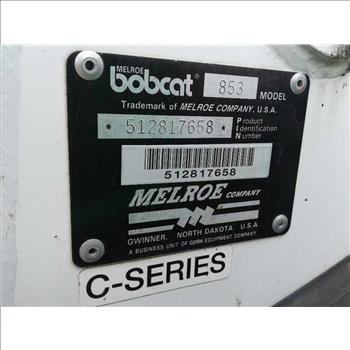 MELROE
bobcat 853 MODEL
Trademark of MELROE COMPANY, U.S.A.
* 512817658 * Product Identification Number
512817658
MELROE COMPANY
GWINNER, NORTH DAKOTA U.S.A.
A BUSINESS UNIT OF CLARK EQUIPMENT COMPANY
C-SERIES